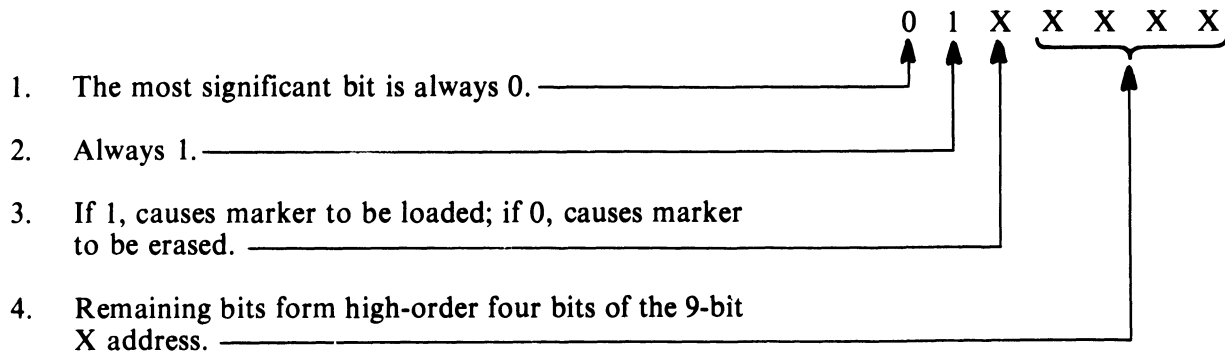 0 1 X X X X X
1. The most significant bit is always 0.
2. Always 1.
3. If 1, causes marker to be loaded; if 0, causes marker
to be erased.
4. Remaining bits form high-order four bits of the 9-bit
X address.